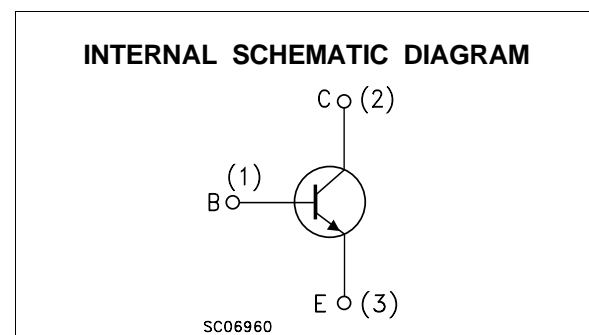 INTERNAL SCHEMATIC DIAGRAM
C (2)
(1)
B
E (3)
SC06960